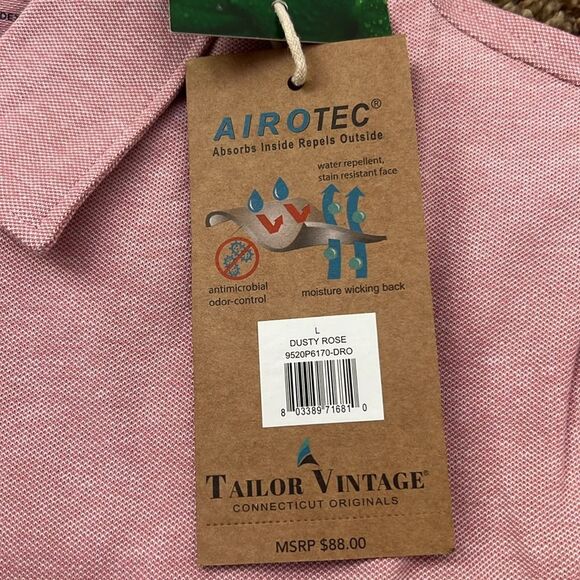 AIROTEC®
Absorbs Inside Repels Outside
water repellent,
stain resistant face
antimicrobial
odor-control
moisture wicking back
L
DUSTY ROSE
9520P6170-DRO
8 03389 71681 0
TAILOR VINTAGE®
CONNECTICUT ORIGINALS
MSRP $88.00